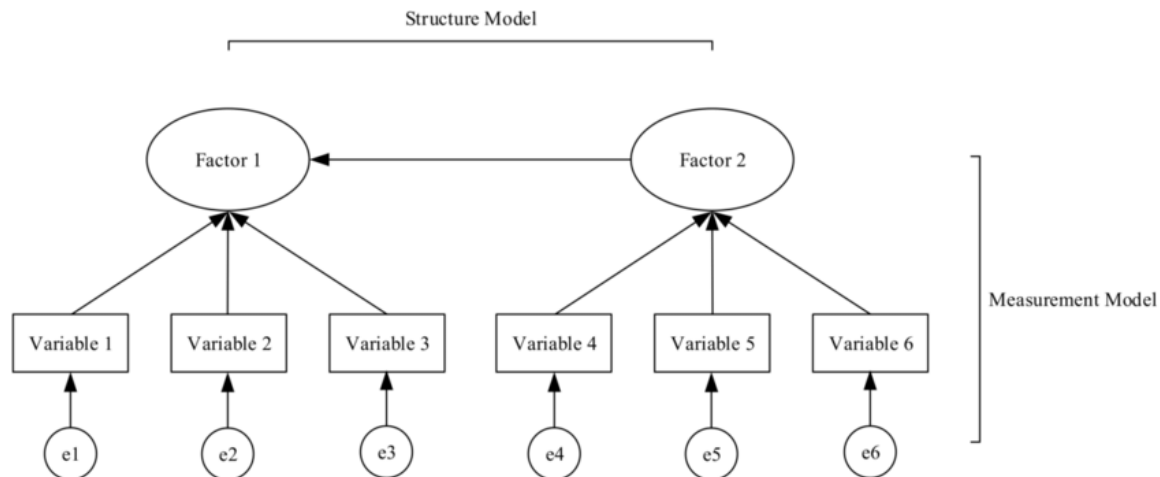 Structure Model
Factor 1
Factor 2
Measurement Model
Variable 1
Variable 2
Variable 3
Variable 4
Variable 5
Variable 6
e1
e2
e3
e4
e5
e6